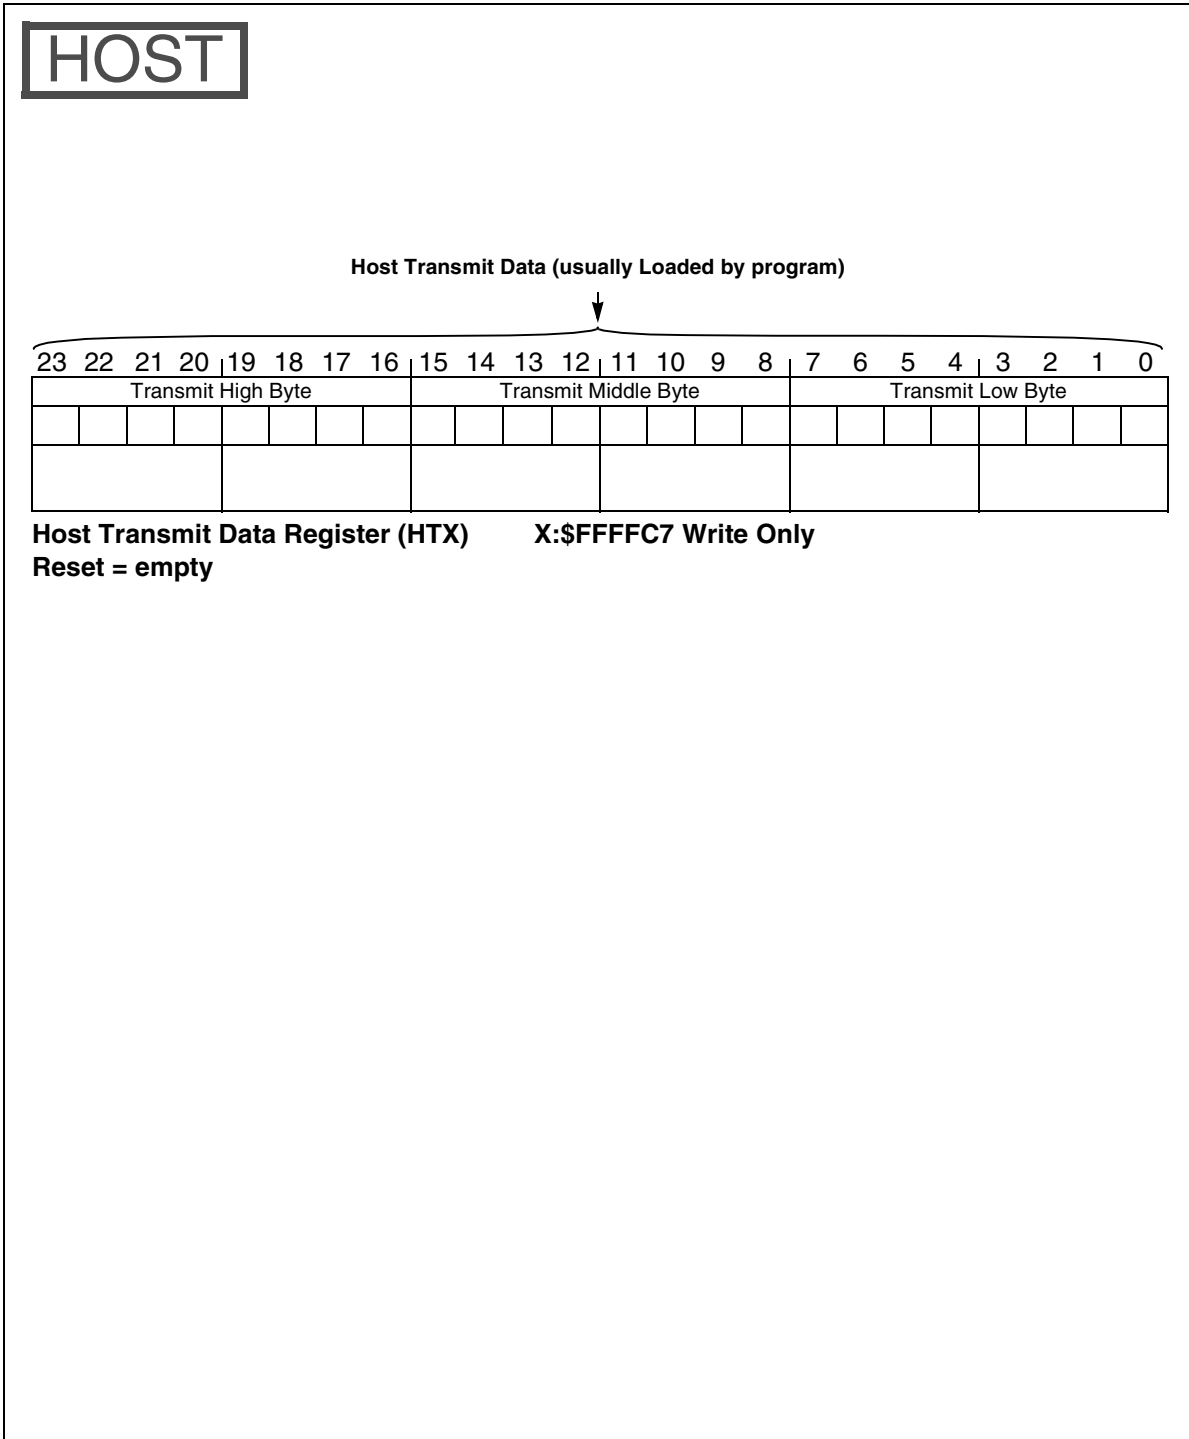 HOST
Host Transmit Data (usually Loaded by program)
23 22 21 20 19 18 17 16 15 14 13 12 11 10 9 8 7 6 5 4 3 2 1 0
Transmit High Byte Transmit Middle Byte Transmit Low Byte
Host Transmit Data Register (HTX) X:$FFFFC7 Write Only
Reset = empty